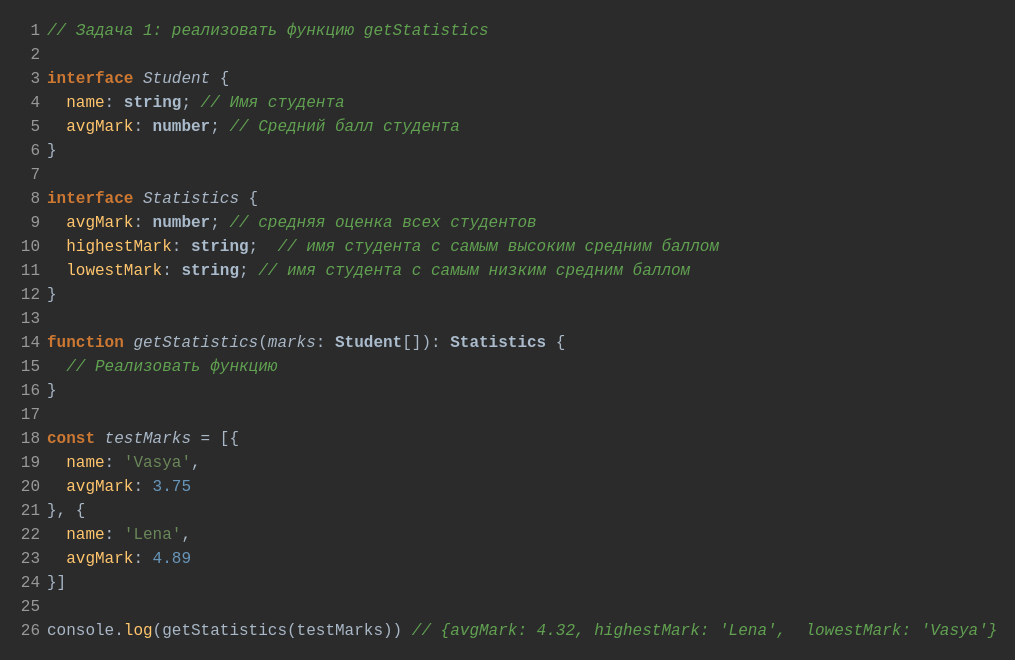 1 // Задача 1: реализовать функцию getStatistics
2
3 interface Student {
4   name: string; // Имя студента
5   avgMark: number; // Средний балл студента
6 }
7
8 interface Statistics {
9   avgMark: number; // средняя оценка всех студентов
10   highestMark: string;  // имя студента с самым высоким средним баллом
11   lowestMark: string; // имя студента с самым низким средним баллом
12 }
13
14 function getStatistics(marks: Student[]): Statistics {
15   // Реализовать функцию
16 }
17
18 const testMarks = [{
19   name: 'Vasya',
20   avgMark: 3.75
21 }, {
22   name: 'Lena',
23   avgMark: 4.89
24 }]
25
26 console.log(getStatistics(testMarks)) // {avgMark: 4.32, highestMark: 'Lena',  lowestMark: 'Vasya'}